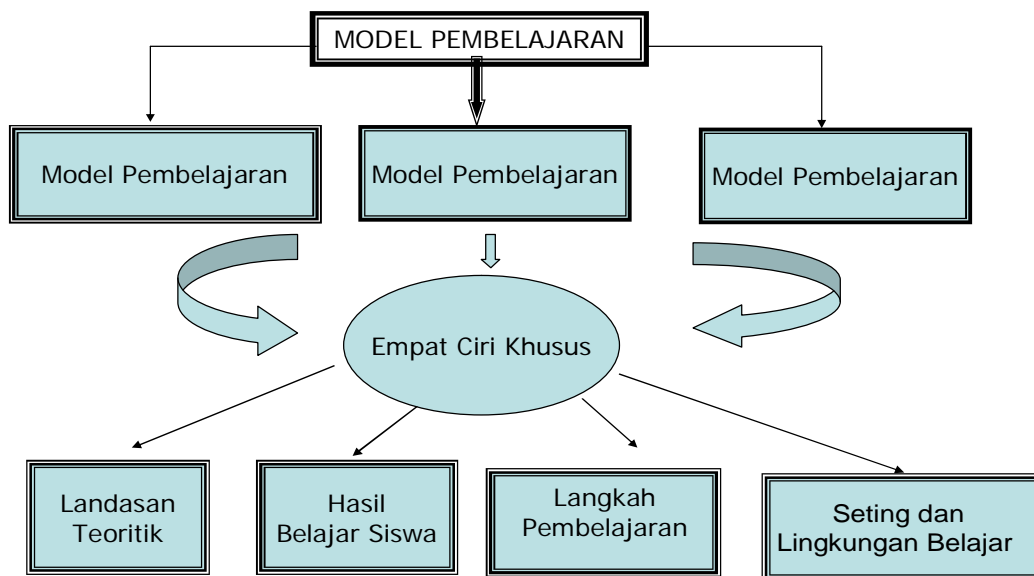 MODEL PEMBELAJARAN
Model Pembelajaran
Model Pembelajaran
Model Pembelajaran
Empat Ciri Khusus
Landasan
Teoritik
Hasil
Belajar Siswa
Langkah
Pembelajaran
Seting dan
Lingkungan Belajar